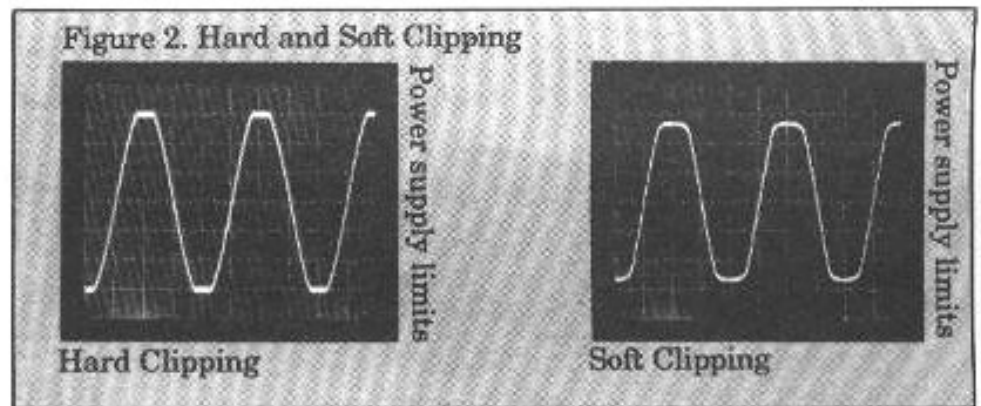 Figure 2. Hard and Soft Clipping
Power supply limits
Power supply limits
Hard Clipping
Soft Clipping